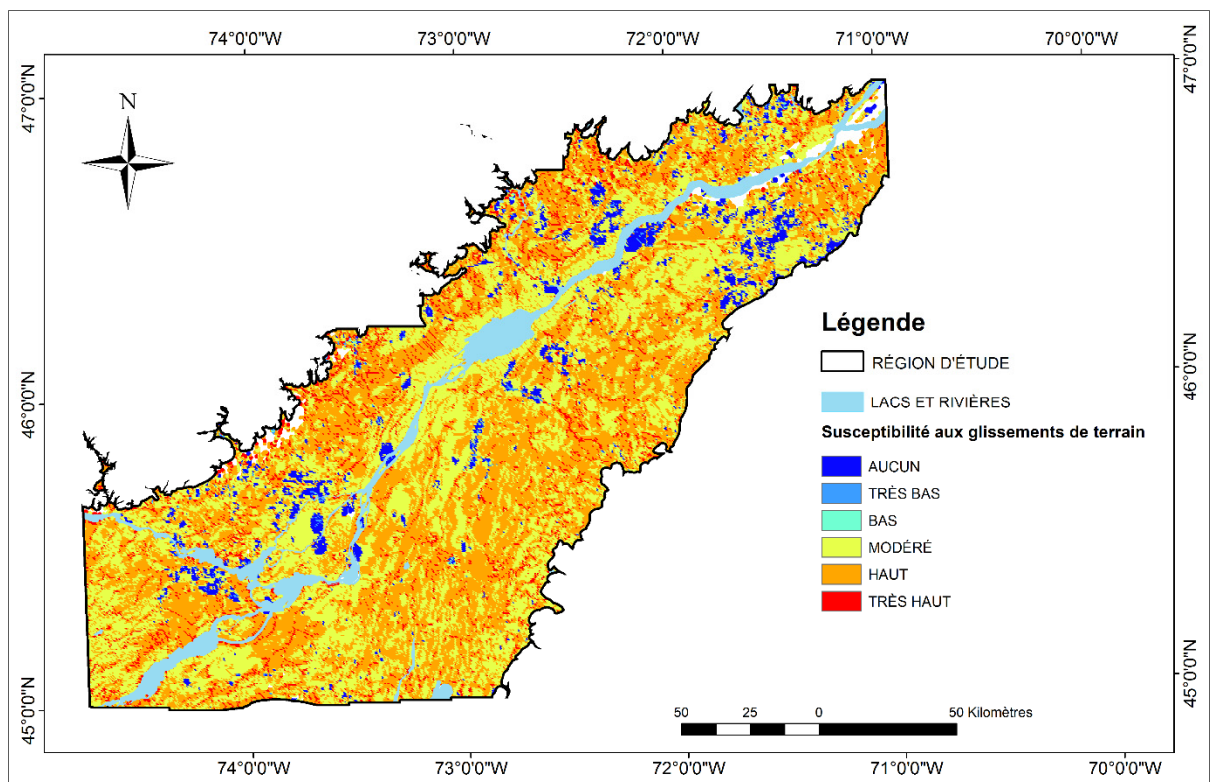 74°0'0"W 73°0'0"W 72°0'0"W 71°0'0"W 70°0'0"W
47°0'0"N
47°0'0"N
N
46°0'0"N
46°0'0"N
45°0'0"N
45°0'0"N
Légende
RÉGION D'ÉTUDE
LACS ET RIVIÈRES
Susceptibilité aux glissements de terrain
AUCUN
TRÈS BAS
BAS
MODÉRÉ
HAUT
TRÈS HAUT
50 25 0 50 Kilomètres
74°0'0"W 73°0'0"W 72°0'0"W 71°0'0"W 70°0'0"W